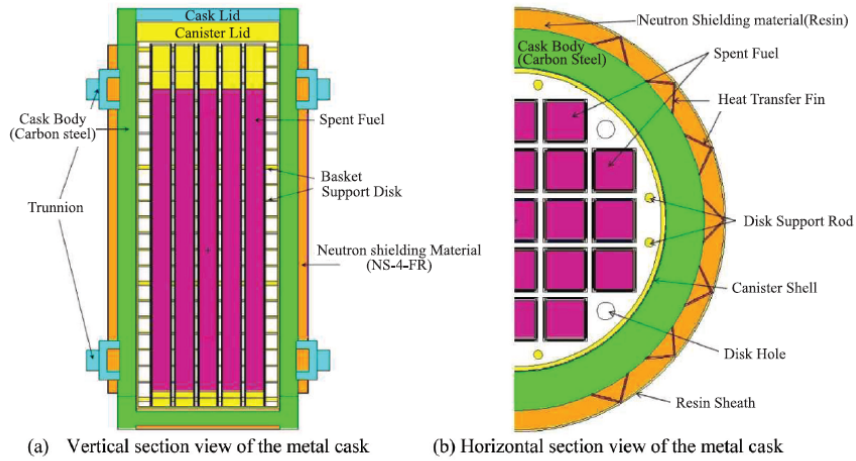 Cask Lid
Canister Lid
Cask Body
(Carbon steel)
Trunnion
Spent Fuel
Basket
Support Disk
Neutron shielding Material
(NS-4-FR)
(a) Vertical section view of the metal cask
Neutron Shielding material(Resin)
Cask Body
(Carbon Steel)
Spent Fuel
Heat Transfer Fin
Disk Support Rod
Canister Shell
Disk Hole
Resin Sheath
(b) Horizontal section view of the metal cask